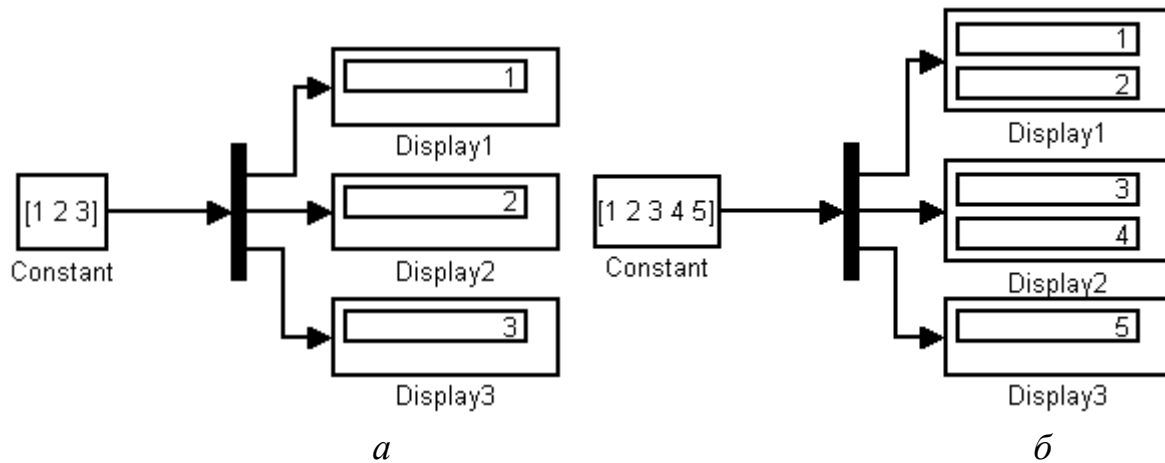 [1 2 3]
Constant
1
Display1
2
Display2
3
Display3
а
[1 2 3 4 5]
Constant
1
2
Display1
3
4
Display2
5
Display3
б